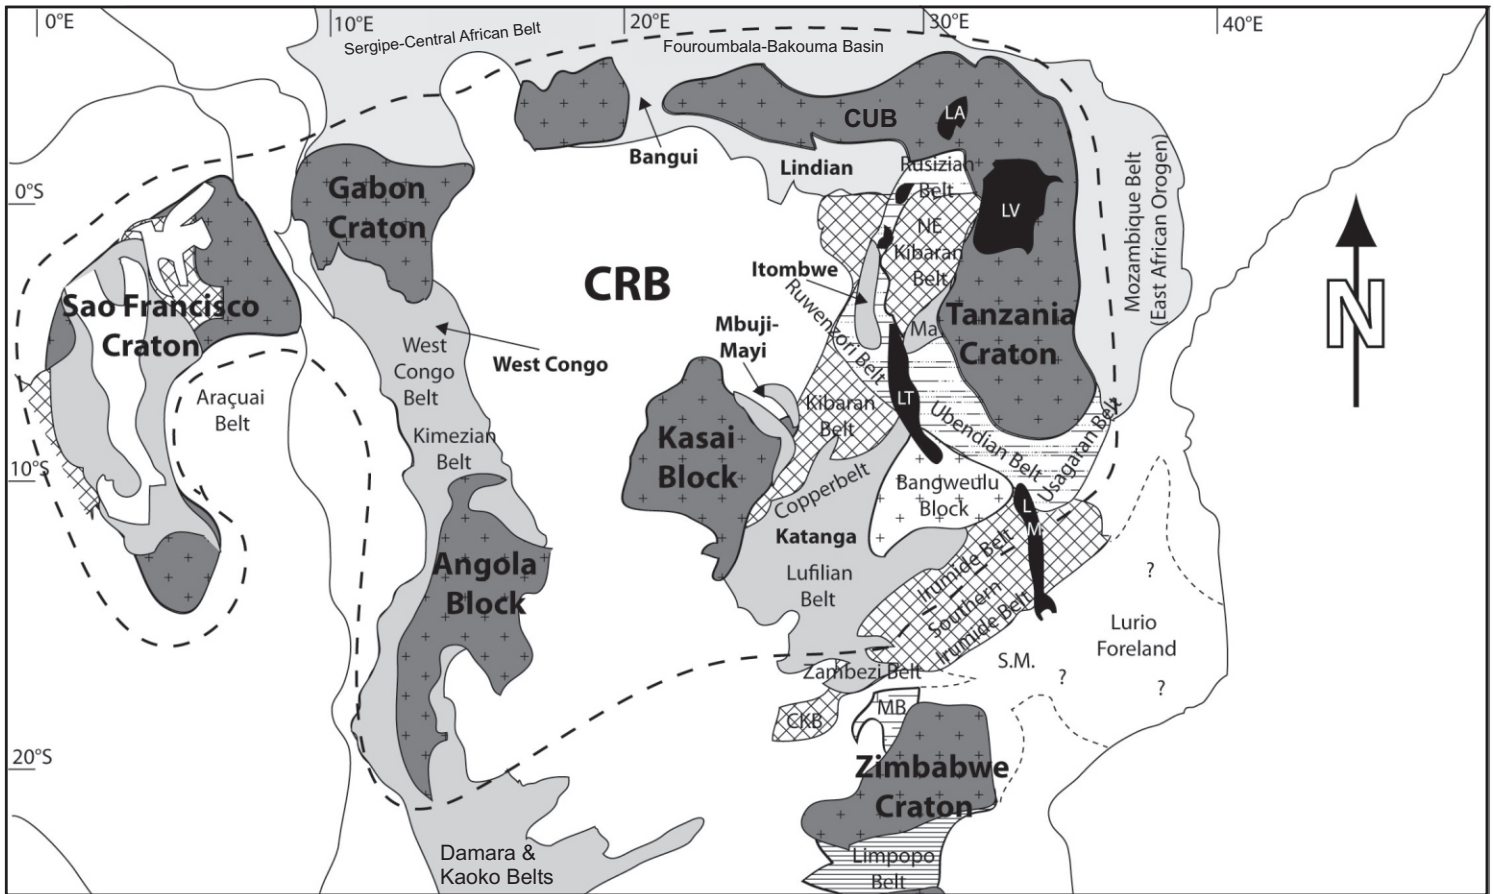 0°E
10°E
20°E
30°E
40°E
Sergipe-Central African Belt
Fouroumbala-Bakouma Basin
CUB
LA
Bangui
Lindian
Rusizian
Belt
0°S
Gabon
Craton
LV
NE
Kibaran
Belt
Mozambique Belt
(East African Orogen)
N
CRB
Itombwe
Ruwenzori Belt
Sao Francisco
Craton
Mbuji-
Mayi
Ma
Tanzania
Craton
West
Congo
Belt
West Congo
Araçuai
Belt
Kibaran
Belt
LT
Ubendian Belt
Usagaran Belt
Kimezian
Belt
Kasai
Block
10°S
Copperbelt
Bangweulu
Block
L
M
Katanga
Angola
Block
Lufilian
Belt
Irumide Belt
Southern
Irumide Belt
?
Lurio
Foreland
S.M.
?
?
Zambezi Belt
CKB
MB
20°S
Zimbabwe
Craton
Damara &
Kaoko Belts
Limpopo
Belt